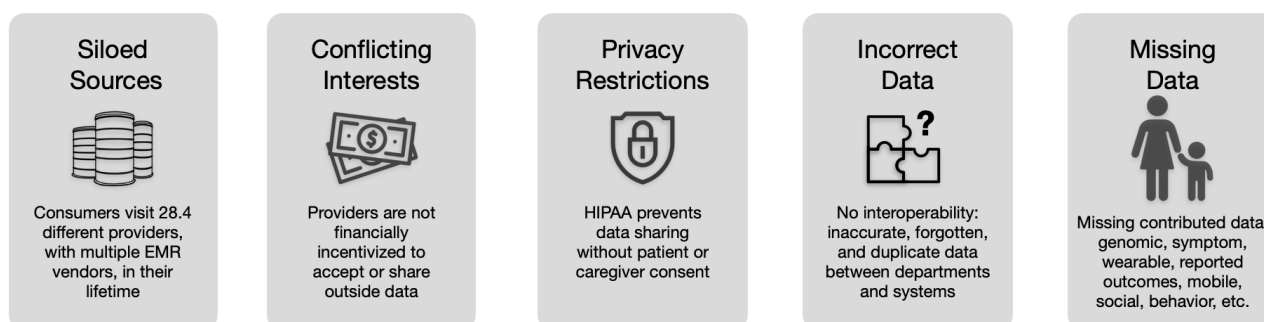 Siloed
Sources
Consumers visit 28.4
different providers,
with multiple EMR
vendors, in their
lifetime
Conflicting
Interests
$
Providers are not
financially
incentivized to
accept or share
outside data
Privacy
Restrictions
HIPAA prevents
data sharing
without patient or
caregiver consent
Incorrect
Data
?
No interoperability:
inaccurate, forgotten,
and duplicate data
between departments
and systems
Missing
Data
Missing contributed data
genomic, symptom,
wearable, reported
outcomes, mobile,
social, behavior, etc.